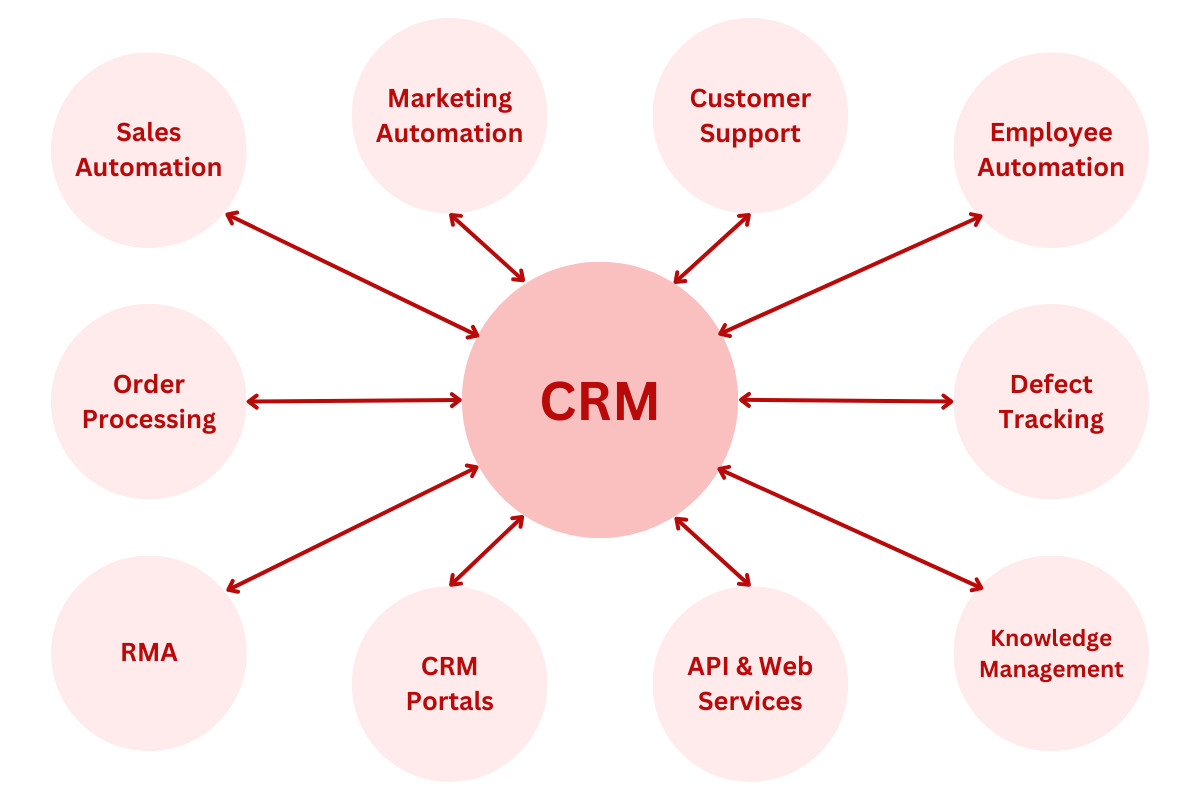 Marketing
Automation
Customer
Support
Sales
Automation
Employee
Automation
Order
Processing
CRM
Defect
Tracking
RMA
CRM
Portals
API & Web
Services
Knowledge
Management